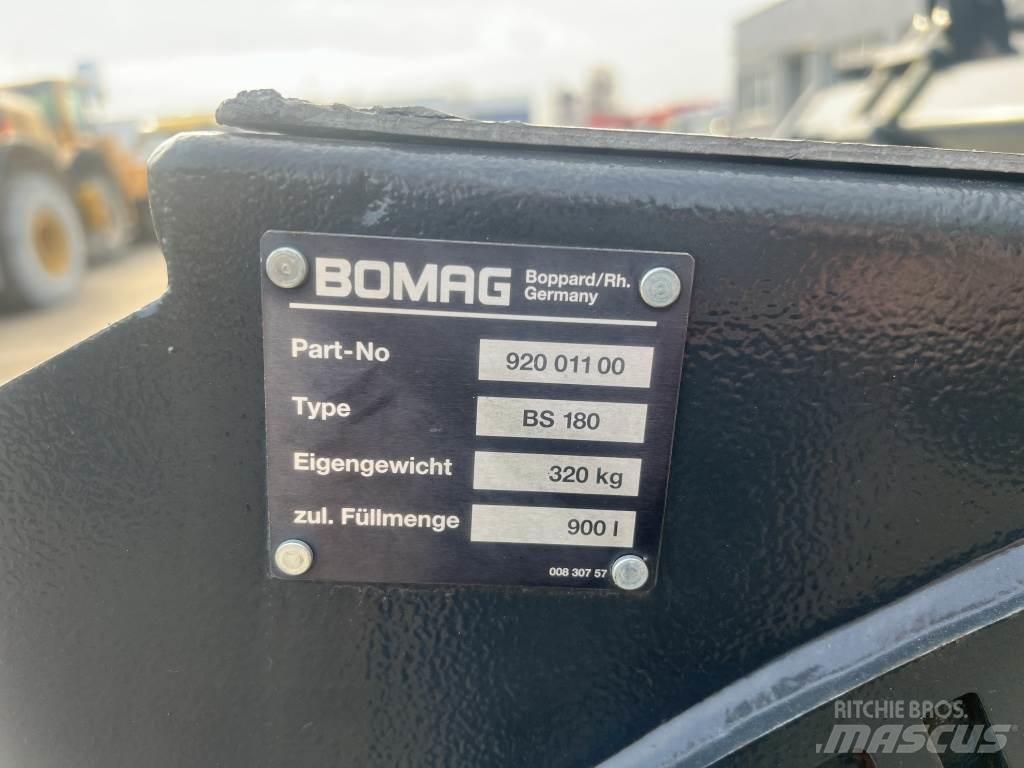 BOMAG Boppard/Rh.
Germany
Part-No 920 011 00
Type BS 180
Eigengewicht 320 kg
zul. Füllmenge 900 l
008 307 57
RITCHIE BROS.
MASCUS